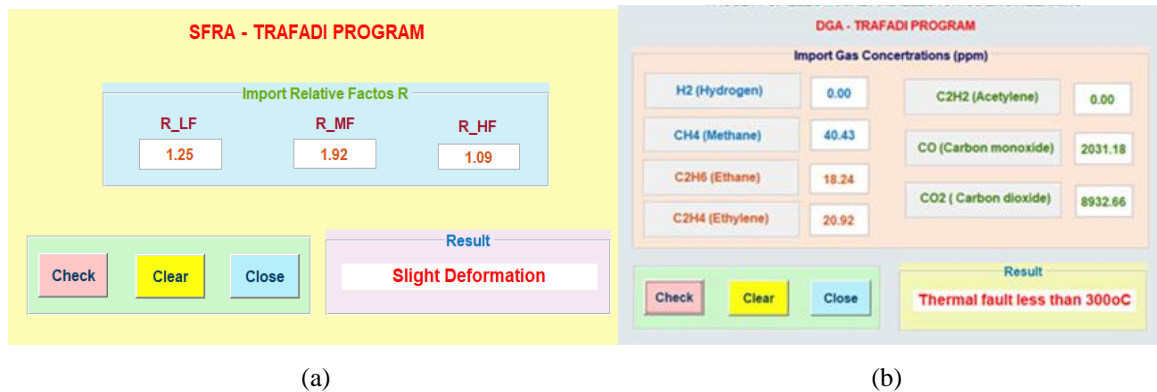 SFRA - TRAFADI PROGRAM
Import Relative Factos R
R_LF R_MF R_HF
1.25 1.92 1.09
Check Clear Close
Result
Slight Deformation
DGA - TRAFADI PROGRAM
Import Gas Concertrations (ppm)
H2 (Hydrogen) 0.00
C2H2 (Acetylene) 0.00
CH4 (Methane) 40.43
CO (Carbon monoxide) 2031.18
C2H6 (Ethane) 18.24
CO2 ( Carbon dioxide) 8932.66
C2H4 (Ethylene) 20.92
Check Clear Close
Result
Thermal fault less than 300oC
(a) (b)